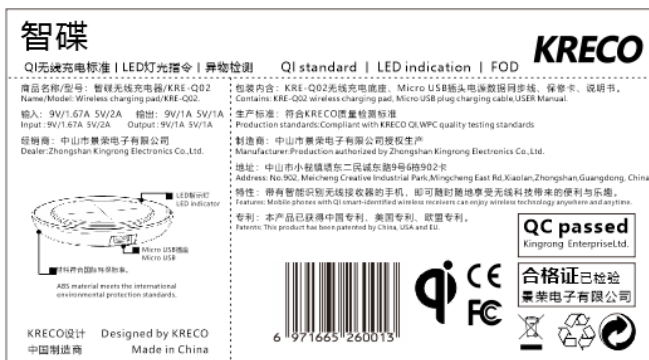 智碟
QI无线充电标准 | LED灯光指令 | 异物检测
QI standard | LED indication | FOD
KRECO
商品名称/型号：智碟无线充电器/KRE-Q02
Name/Model: Wireless charging pad/KRE-Q02.
输入：9V/1.67A 5V/2A 输出：9V/1A 5V/1A
Input : 9V/1.67A 5V/2A Output : 9V/1A 5V/1A
经销商：中山市景荣电子有限公司
Dealer:Zhongshan Kingrong Electronics Co.,Ltd.
LED指示灯
LED indicator
Micro USB插座
Micro USB
材料符合国际环保标准。
ABS material meets the international
environmental protection standards.
KRECO设计 Designed by KRECO
中国制造商 Made in China
包装内含：KRE-Q02无线充电底座、Micro USB插头电源数据同步线、保修卡、说明书。
Contains: KRE-Q02 wireless charging pad, Micro USB plug charging cable,USER Manual.
生产标准：符合KRECO质量检测标准
Production standards:Compliant with KRECO QI,WPC quality testing standards
制造商：中山市景荣电子有限公司授权生产
Manufacturer:Production authorized by Zhongshan Kingrong Electronics Co.,Ltd.
地址：中山市小榄镇绩东二民诚东路9号6栋902卡
Address: No.902, Meicheng Creative Industrial Park,Mingcheng East Rd,Xiaolan,Zhongshan,Guangdong, China
特性：带有智能识别无线接收器的手机，即可随时随地享受无线科技带来的便利与乐趣。
Features: Mobile phones with QI smart-identified wireless receivers can enjoy wireless technology anywhere and anytime.
专利：本产品已获得中国专利、美国专利、欧盟专利。
Patents: This product has been patented by China, USA and EU.
QC passed
Kingrong EnterpriseLtd.
6 971665 260013
qi
CE
FC
合格证已检验
景荣电子有限公司